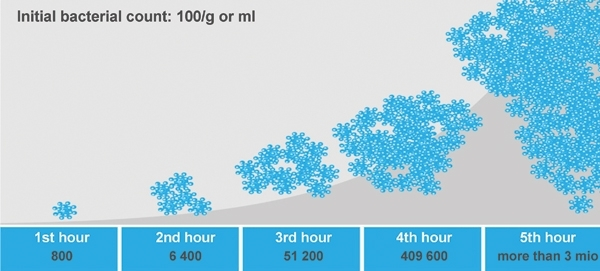 Initial bacterial count: 100/g or ml
1st hour 2nd hour 3rd hour 4th hour 5th hour
800 6 400 51 200 409 600 more than 3 mio